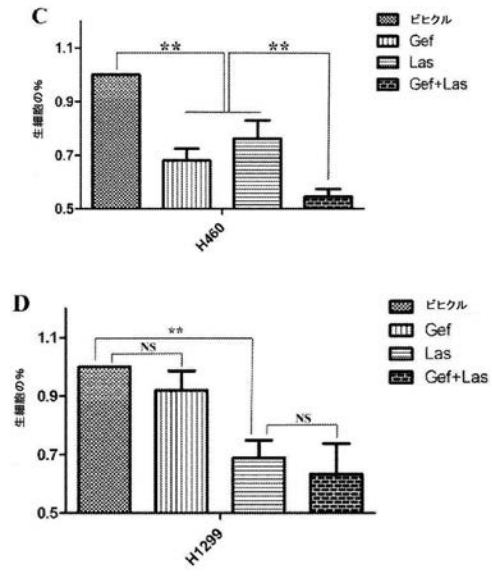 C
ビヒクル
Gef
Las
Gef+Las
** **
1.1
0.9
0.7
0.5
生細胞の%
H460
D
ビヒクル
Gef
Las
Gef+Las
**
NS
NS
1.1
0.9
0.7
0.5
生細胞の%
H1299